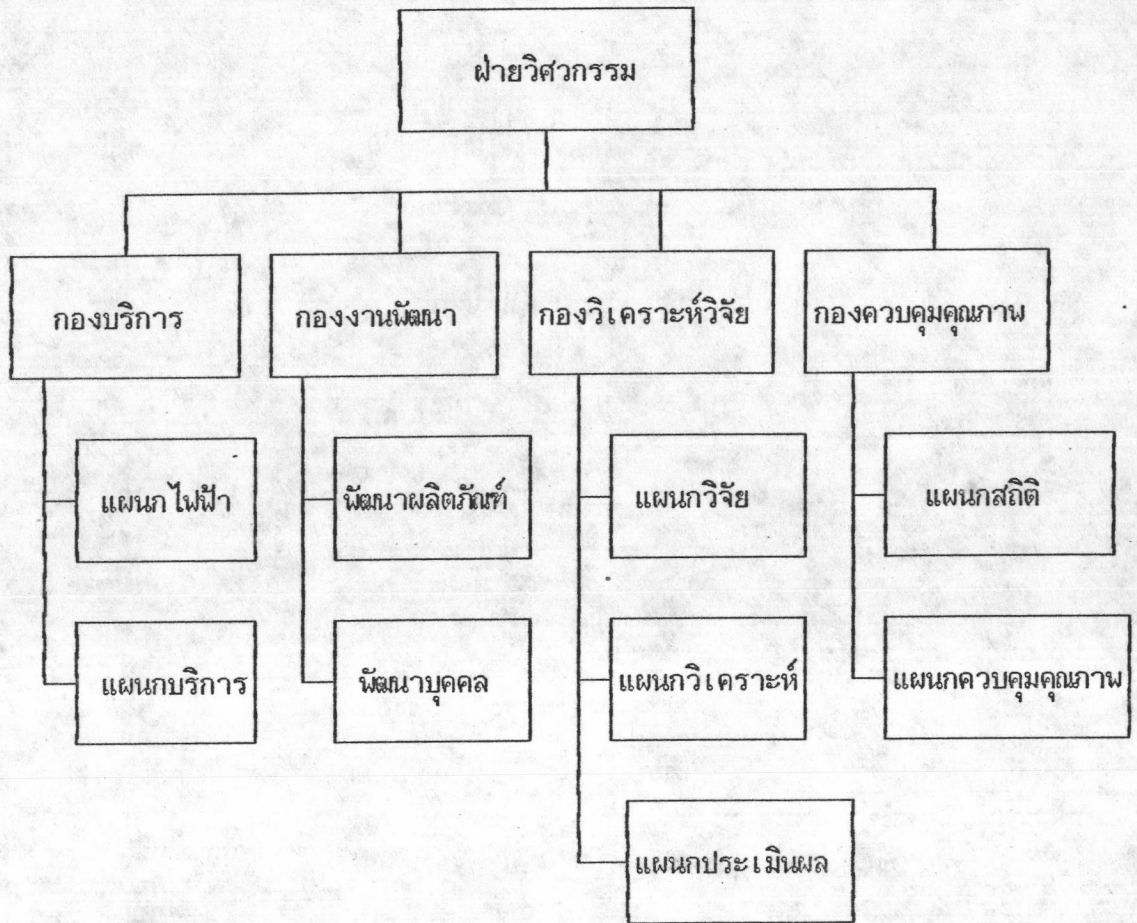 ฝ่ายวิศวกรรม
กองบริการ
กองงานพัฒนา
กองวิเคราะห์วิจัย
กองควบคุมคุณภาพ
แผนกไฟฟ้า
พัฒนาผลิตภัณฑ์
แผนกวิจัย
แผนกสถิติ
แผนกบริการ
พัฒนาบุคคล
แผนกวิเคราะห์
แผนกควบคุมคุณภาพ
แผนกประเมินผล